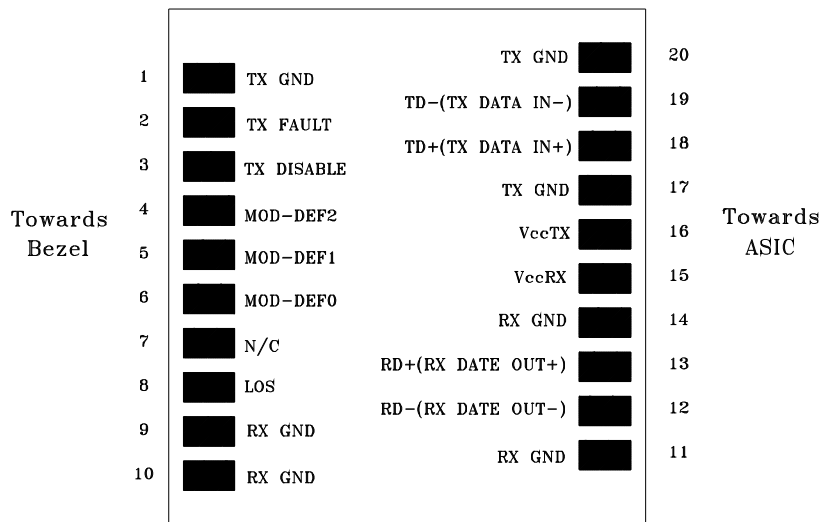 Towards
Bezel
1 TX GND
2 TX FAULT
3 TX DISABLE
4 MOD-DEF2
5 MOD-DEF1
6 MOD-DEF0
7 N/C
8 LOS
9 RX GND
10 RX GND
TX GND 20
TD-(TX DATA IN-) 19
TD+(TX DATA IN+) 18
TX GND 17
VccTX 16
VccRX 15
RX GND 14
RD+(RX DATE OUT+) 13
RD-(RX DATE OUT-) 12
RX GND 11
Towards
ASIC